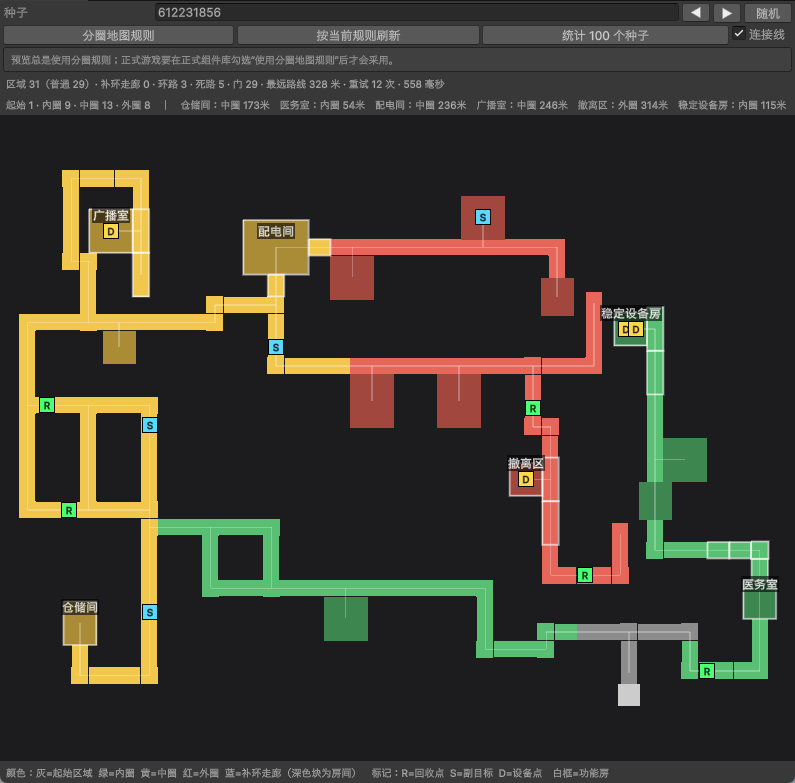 种子 612231856 ◀ ▶ 随机
分圈地图规则 按当前规则刷新 统计 100 个种子 ✓ 连接线
预览总是使用分圈规则；正式游戏要在正式组件库勾选“使用分圈地图规则”后才会采用。
区域 31（普通 29）· 补环走廊 0 · 环路 3 · 死路 5 · 门 29 · 最远路线 328 米 · 重试 12 次 · 558 毫秒
起始 1 · 内圈 9 · 中圈 13 · 外圈 8 | 仓储间：中圈 173米 医务室：内圈 54米 配电间：中圈 236米 广播室：中圈 246米 撤离区：外圈 314米 稳定设备房：内圈 115米
广播室
D
配电间
S
稳定设备房
D D
S
R
R
S
撤离区
D
R
R
医务室
仓储间
S
R
颜色：灰=起始区域 绿=内圈 黄=中圈 红=外圈 蓝=补环走廊（深色块为房间） 标记：R=回收点 S=副目标 D=设备点 白框=功能房